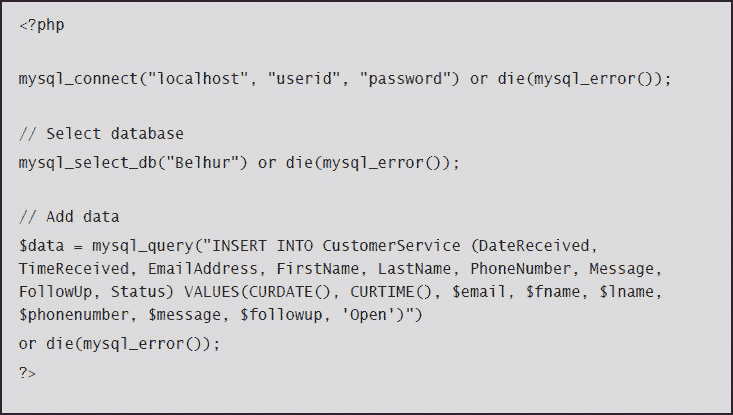 <?php
mysql_connect("localhost", "userid", "password") or die(mysql_error());
// Select database
mysql_select_db("Belhur") or die(mysql_error());
// Add data
$data = mysql_query("INSERT INTO CustomerService (DateReceived,
TimeReceived, EmailAddress, FirstName, LastName, PhoneNumber, Message,
FollowUp, Status) VALUES(CURDATE(), CURTIME(), $email, $fname, $lname,
$phonenumber, $message, $followup, 'Open')")
or die(mysql_error());
?>